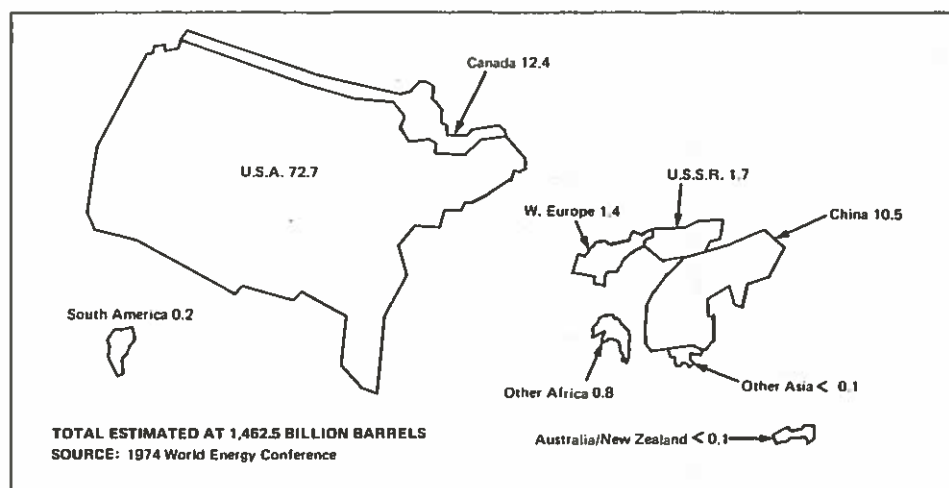 Canada 12.4
U.S.A. 72.7
U.S.S.R. 1.7
W. Europe 1.4
China 10.5
South America 0.2
Other Africa 0.8
Other Asia < 0.1
TOTAL ESTIMATED AT 1,462.5 BILLION BARRELS
SOURCE: 1974 World Energy Conference
Australia/New Zealand < 0.1